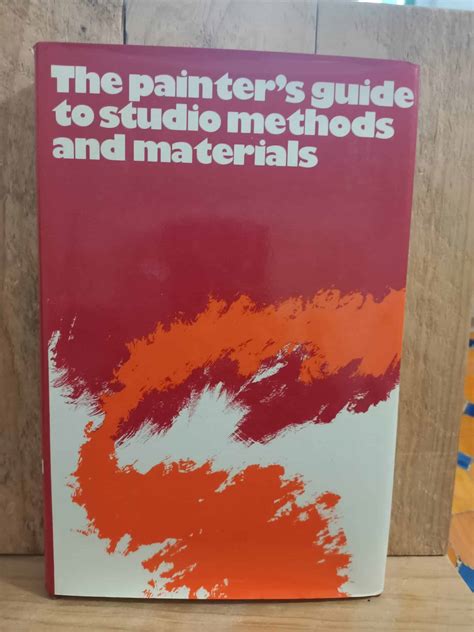 The painter's guide
to studio methods
and materials